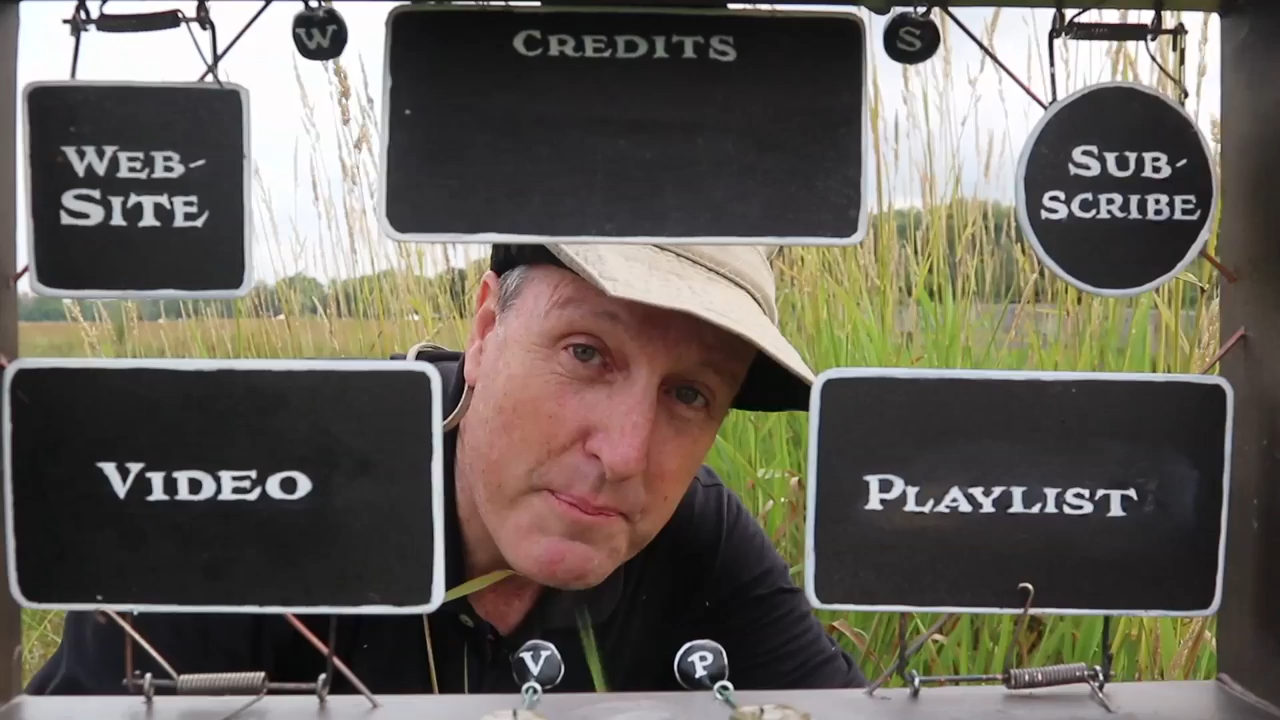 W
CREDITS
S
WEB-
SITE
SUB-
SCRIBE
VIDEO
PLAYLIST
V
P